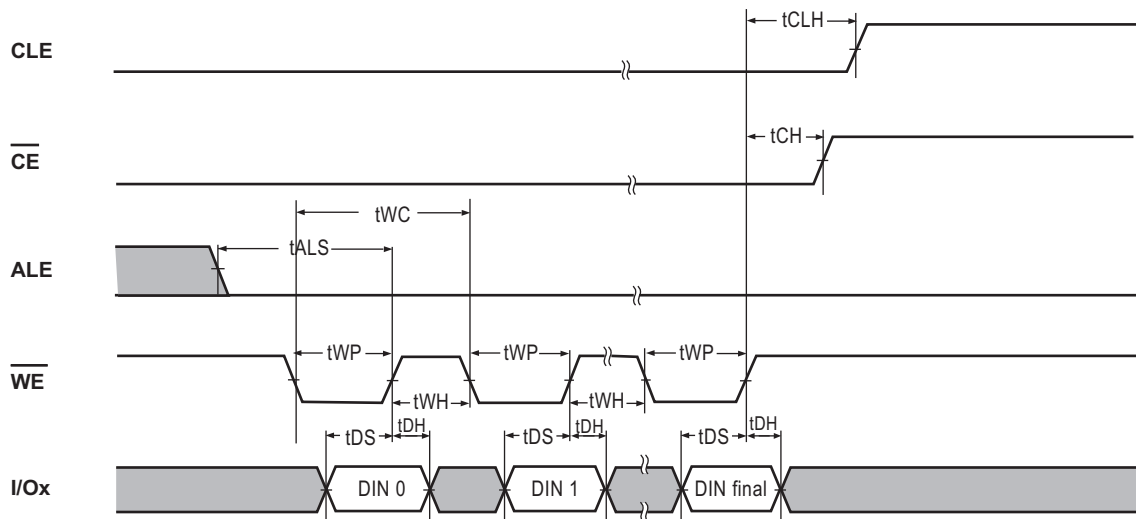 tCLH
CLE
tCH
CE
tWC
tALS
ALE
tWP tWP tWP
WE
tWH tWH
tDS tDH tDS tDH tDS tDH
I/Ox DIN 0 DIN 1 DIN final